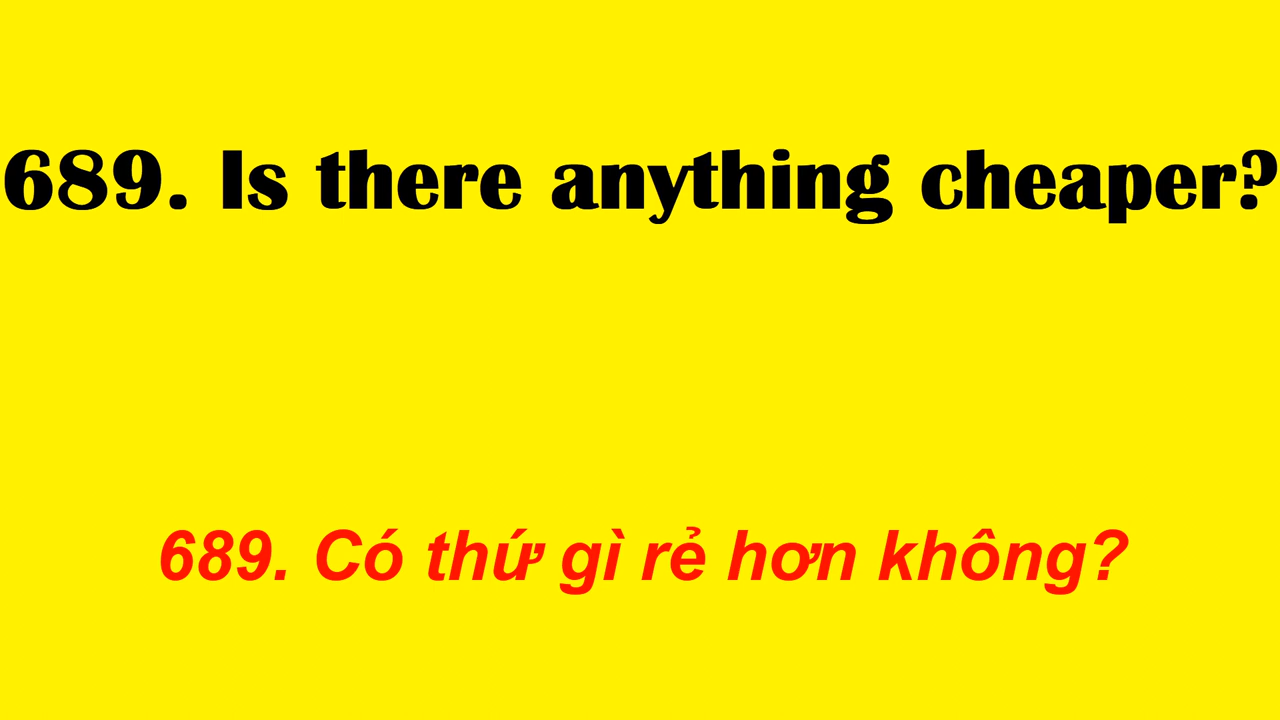 689. Is there anything cheaper?
689. Có thứ gì rẻ hơn không?